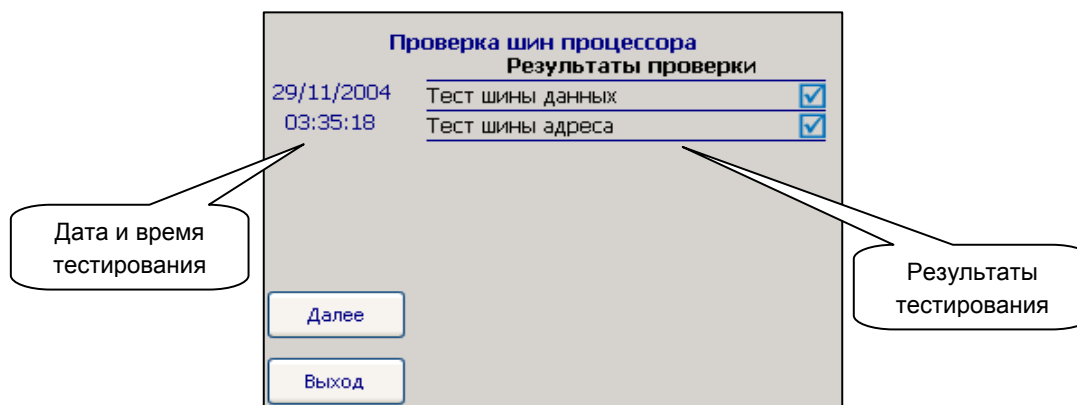 Проверка шин процессора
Результаты проверки
29/11/2004
Тест шины данных
03:35:18
Тест шины адреса
Дата и время
тестирования
Результаты
тестирования
Далее
Выход